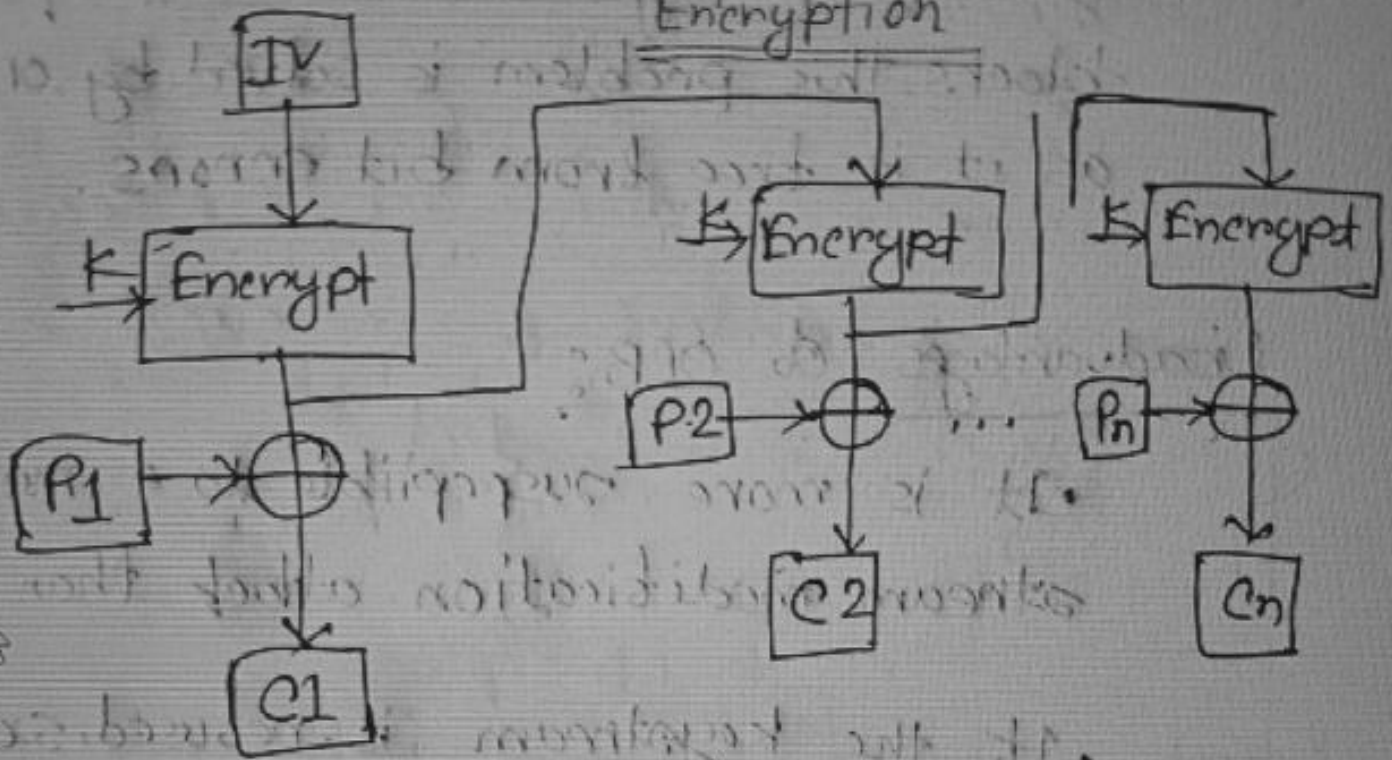 Encryption
IV
K Encrypt
K Encrypt
K Encrypt
P1
P2
...
Pn
C1
C2
Cn